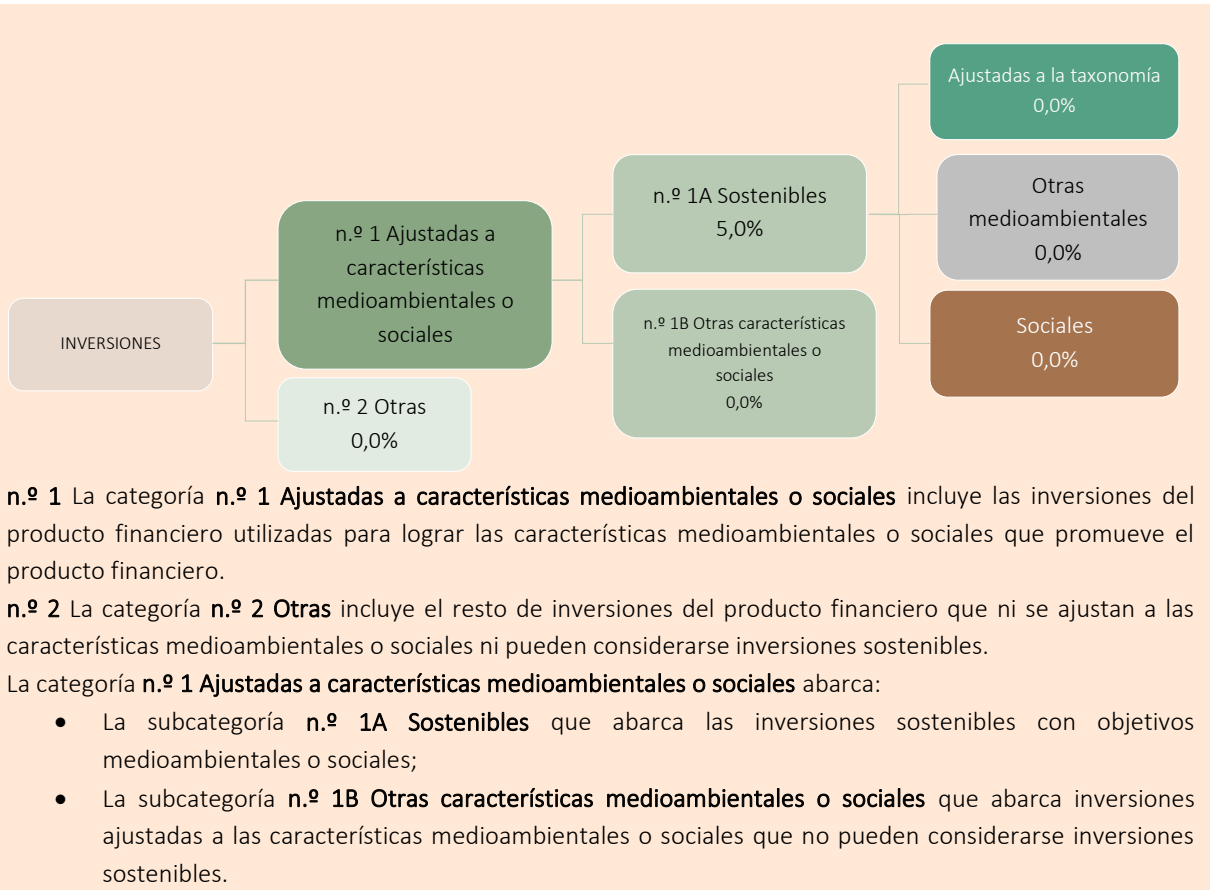 INVERSIONES
n.º 1 Ajustadas a
características
medioambientales o
sociales
n.º 2 Otras
0,0%
n.º 1A Sostenibles
5,0%
n.º 1B Otras características
medioambientales o
sociales
0,0%
Ajustadas a la taxonomía
0,0%
Otras
medioambientales
0,0%
Sociales
0,0%
n.º 1 La categoría n.º 1 Ajustadas a características medioambientales o sociales incluye las inversiones del
producto financiero utilizadas para lograr las características medioambientales o sociales que promueve el
producto financiero.
n.º 2 La categoría n.º 2 Otras incluye el resto de inversiones del producto financiero que ni se ajustan a las
características medioambientales o sociales ni pueden considerarse inversiones sostenibles.
La categoría n.º 1 Ajustadas a características medioambientales o sociales abarca:
• La subcategoría n.º 1A Sostenibles que abarca las inversiones sostenibles con objetivos
medioambientales o sociales;
• La subcategoría n.º 1B Otras características medioambientales o sociales que abarca inversiones
ajustadas a las características medioambientales o sociales que no pueden considerarse inversiones
sostenibles.